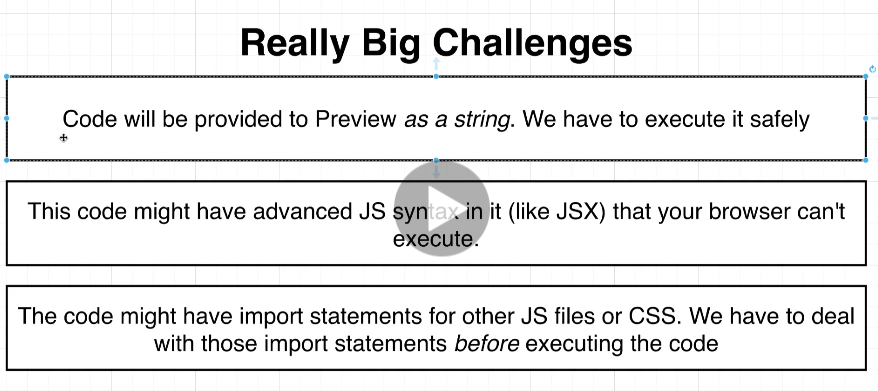 Really Big Challenges
Code will be provided to Preview as a string. We have to execute it safely
This code might have advanced JS syntax in it (like JSX) that your browser can't
execute.
The code might have import statements for other JS files or CSS. We have to deal
with those import statements before executing the code